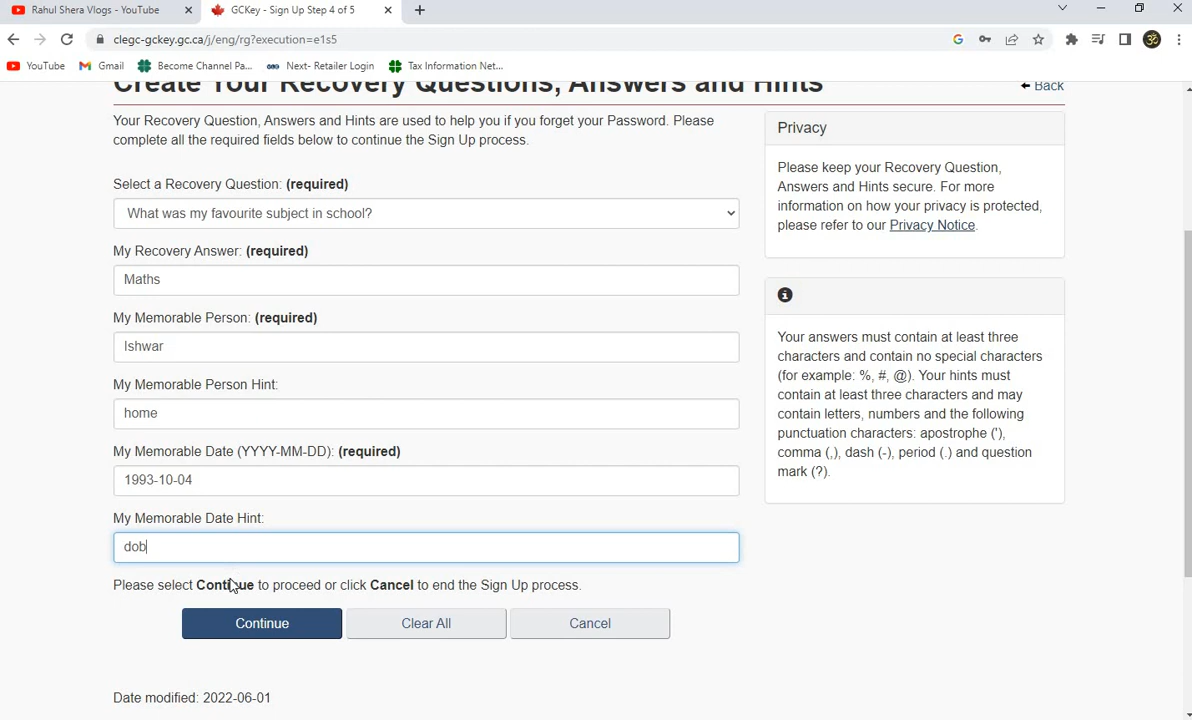 Rahul Shera Vlogs - YouTube
GCKey - Sign Up Step 4 of 5
clegc-gckey.gc.ca/j/eng/rg?execution=e1s5
YouTube
Gmail
Become Channel Pa...
Next- Retailer Login
Tax Information Net...
Create Your Recovery Questions, Answers and Hints
Back
Your Recovery Question, Answers and Hints are used to help you if you forget your Password. Please
complete all the required fields below to continue the Sign Up process.
Select a Recovery Question: (required)
What was my favourite subject in school?
My Recovery Answer: (required)
Maths
My Memorable Person: (required)
Ishwar
My Memorable Person Hint:
home
My Memorable Date (YYYY-MM-DD): (required)
1993-10-04
My Memorable Date Hint:
dob
Please select Continue to proceed or click Cancel to end the Sign Up process.
Continue
Clear All
Cancel
Date modified: 2022-06-01
Privacy
Please keep your Recovery Question,
Answers and Hints secure. For more
information on how your privacy is protected,
please refer to our Privacy Notice.
Your answers must contain at least three
characters and contain no special characters
(for example: %, #, @). Your hints must
contain at least three characters and may
contain letters, numbers and the following
punctuation characters: apostrophe ('),
comma (,), dash (-), period (.) and question
mark (?).